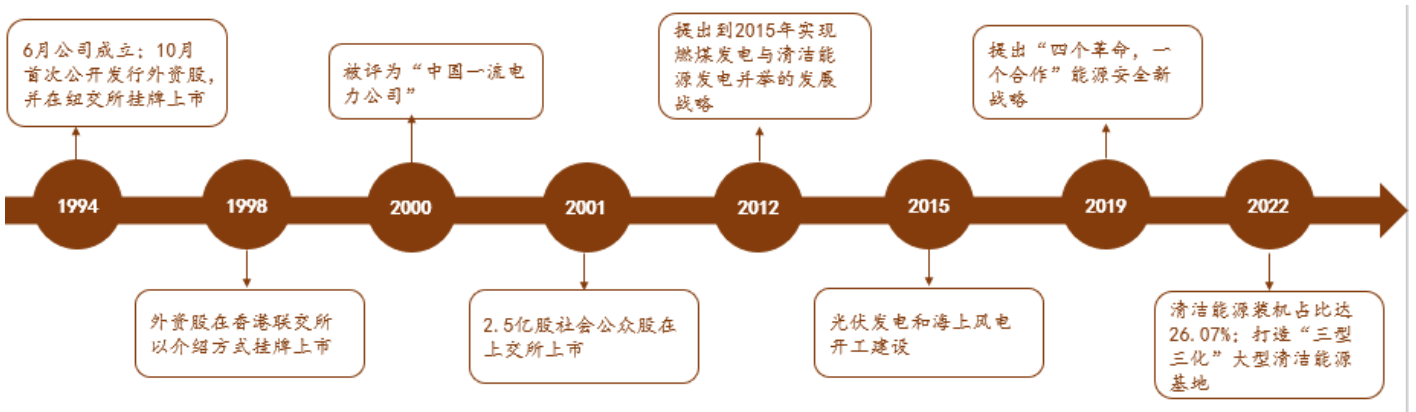 6月公司成立；10月
首次公开发行外资股，
并在纽交所挂牌上市
被评为“中国一流电
力公司”
提出到2015年实现
燃煤发电与清洁能
源发电并举的发展
战略
提出“四个革命，一
个合作”能源安全新
战略
1994
1998
2000
2001
2012
2015
2019
2022
外资股在香港联交所
以介绍方式挂牌上市
2.5亿股社会公众股在
上交所上市
光伏发电和海上风电
开工建设
清洁能源装机占比达
26.07%；打造“三型
三化”大型清洁能源
基地